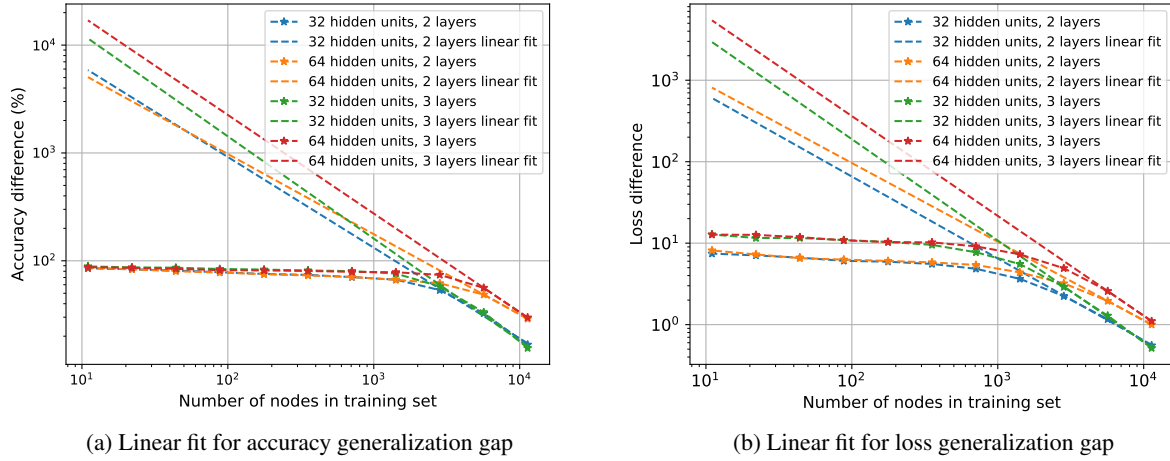 10^4
10^3
10^2
Accuracy difference (%)
32 hidden units, 2 layers
32 hidden units, 2 layers linear fit
64 hidden units, 2 layers
64 hidden units, 2 layers linear fit
32 hidden units, 3 layers
32 hidden units, 3 layers linear fit
64 hidden units, 3 layers
64 hidden units, 3 layers linear fit
10^1 10^2 10^3 10^4
Number of nodes in training set
(a) Linear fit for accuracy generalization gap
10^3
10^2
10^1
10^0
Loss difference
32 hidden units, 2 layers
32 hidden units, 2 layers linear fit
64 hidden units, 2 layers
64 hidden units, 2 layers linear fit
32 hidden units, 3 layers
32 hidden units, 3 layers linear fit
64 hidden units, 3 layers
64 hidden units, 3 layers linear fit
10^1 10^2 10^3 10^4
Number of nodes in training set
(b) Linear fit for loss generalization gap